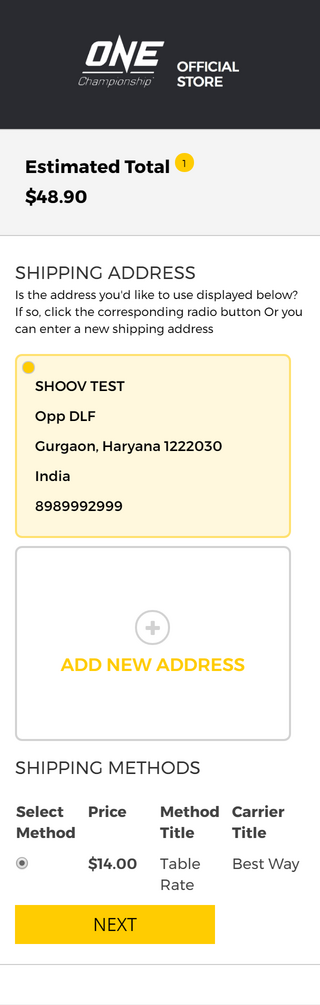 ONE
Championship
OFFICIAL
STORE
Estimated Total 1
$48.90
SHIPPING ADDRESS
Is the address you'd like to use displayed below?
If so, click the corresponding radio button Or you
can enter a new shipping address
SHOOV TEST
Opp DLF
Gurgaon, Haryana 1222030
India
8989992999
ADD NEW ADDRESS
SHIPPING METHODS
Select Method Price Method Title Carrier Title
$14.00 Table Rate Best Way
NEXT